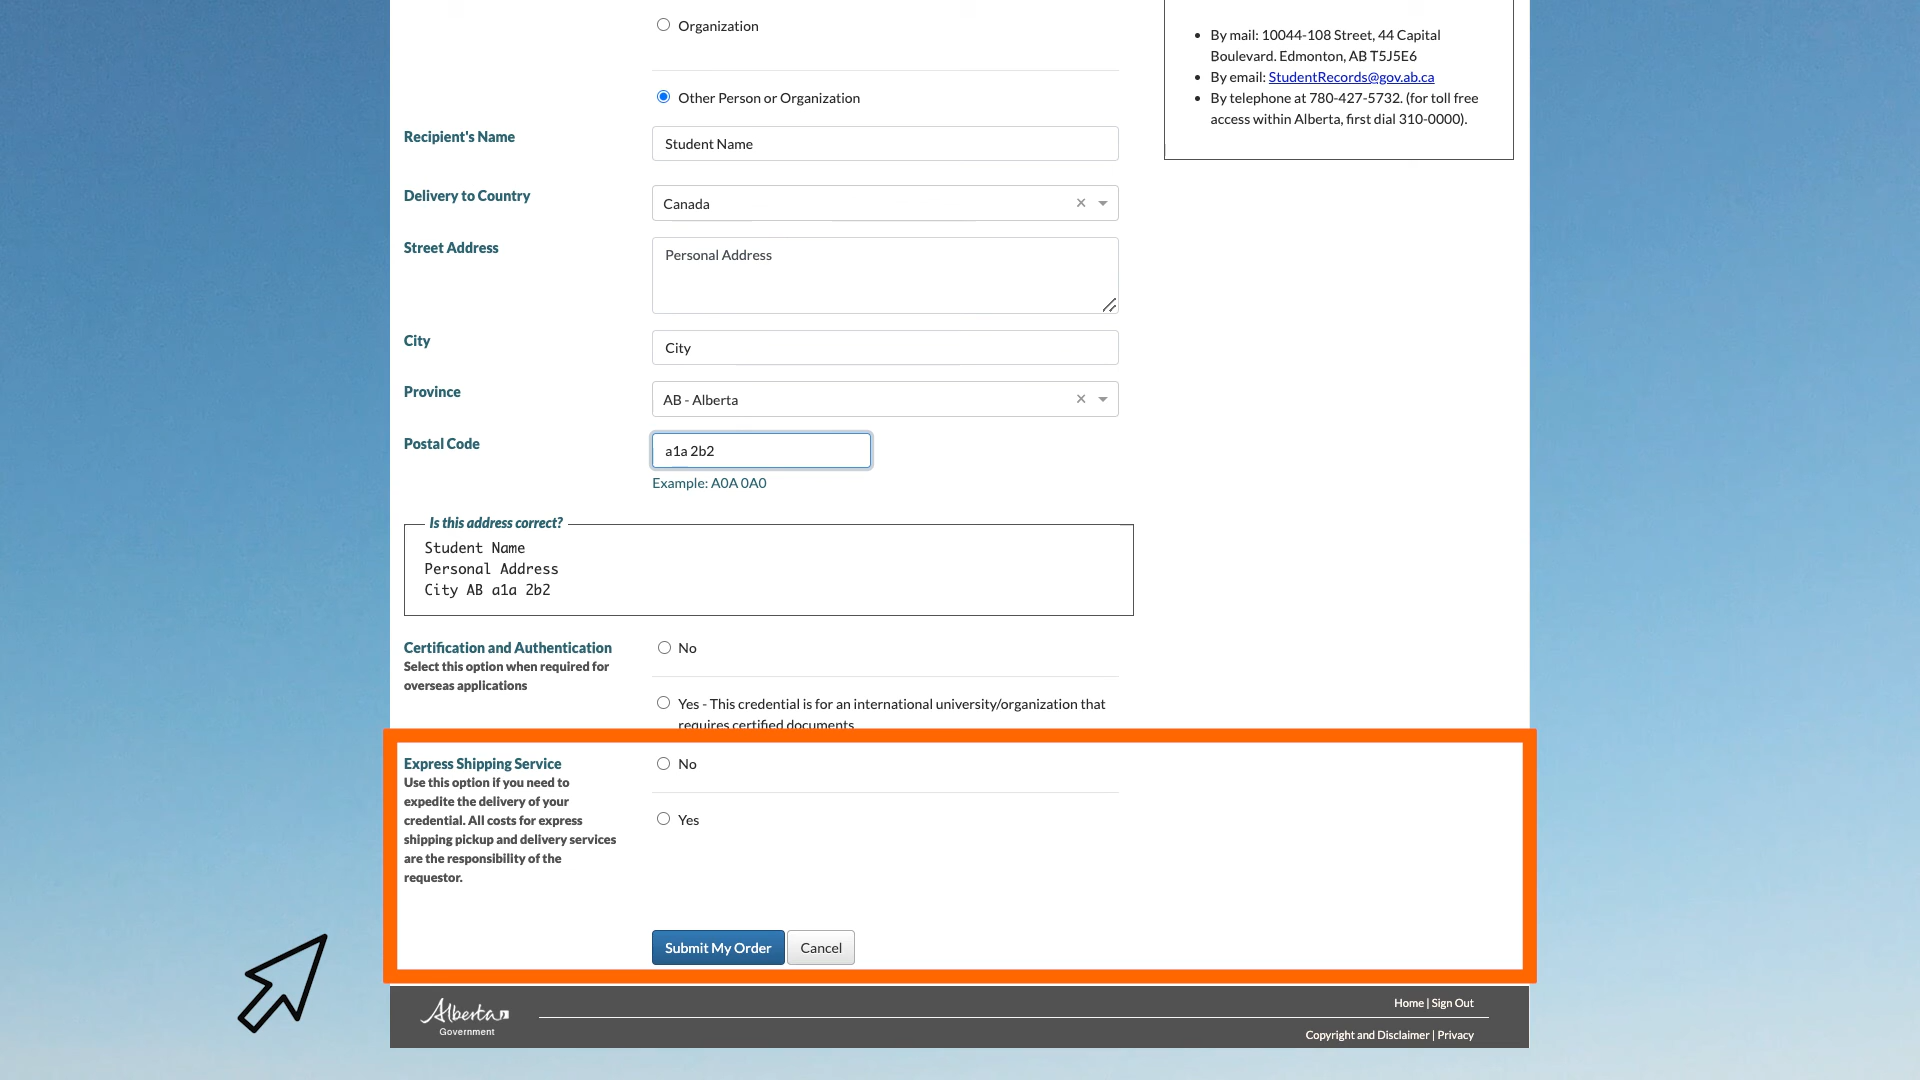 Organization
Other Person or Organization
Recipient's Name
Student Name
Delivery to Country
Canada
Street Address
Personal Address
City
City
Province
AB - Alberta
Postal Code
a1a 2b2
Example: A0A 0A0
Is this address correct?
Student Name
Personal Address
City AB a1a 2b2
Certification and Authentication
Select this option when required for
overseas applications
No
Yes - This credential is for an international university/organization that
requires certified documents
Express Shipping Service
Use this option if you need to
expedite the delivery of your
credential. All costs for express
shipping pickup and delivery services
are the responsibility of the
requestor.
No
Yes
Submit My Order
Cancel
By mail: 10044-108 Street, 44 Capital
Boulevard. Edmonton, AB T5J5E6
By email: StudentRecords@gov.ab.ca
By telephone at 780-427-5732. (for toll free
access within Alberta, first dial 310-0000).
Alberta
Government
Home | Sign Out
Copyright and Disclaimer | Privacy